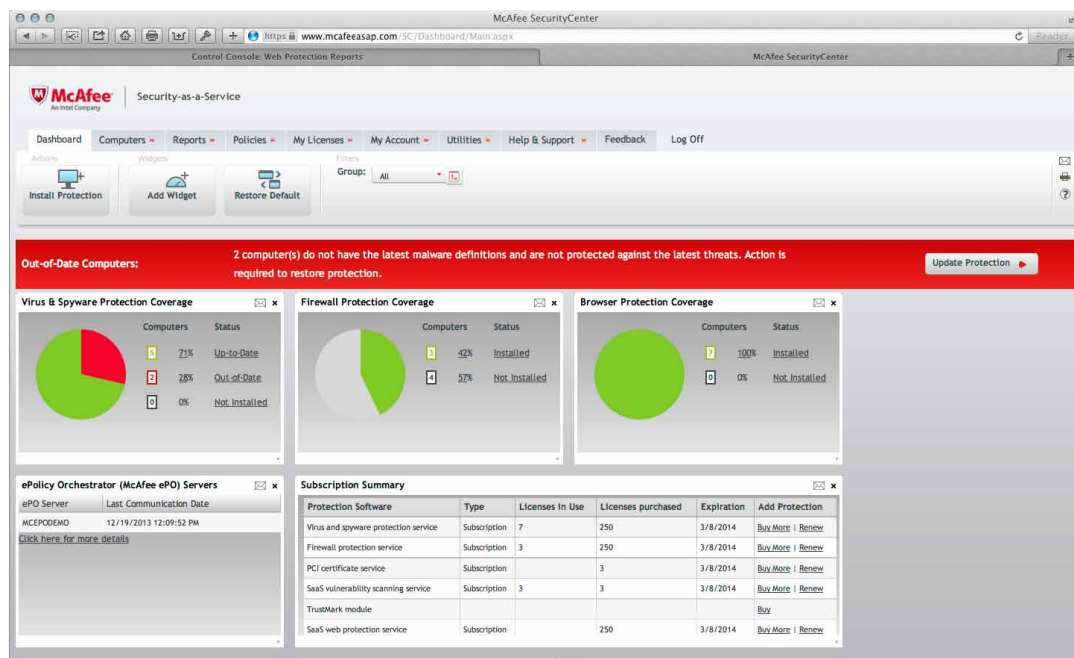 McAfee SecurityCenter
https www.mcafeeasap.com/SC/Dashboard/Main.aspx
Reader
Control Console: Web Protection Reports
McAfee SecurityCenter
McAfee
An Intel Company
Security-as-a-Service
Dashboard Computers Reports Policies My Licenses My Account Utilities Help & Support Feedback Log Off
Actions Widgets Filters
Group: All
Install Protection Add Widget Restore Default
Out-of-Date Computers:
2 computer(s) do not have the latest malware definitions and are not protected against the latest threats. Action is
required to restore protection.
Update Protection
Virus & Spyware Protection Coverage
Computers Status
5 71% Up-to-Date
2 28% Out-of-Date
0 0% Not Installed
Firewall Protection Coverage
Computers Status
3 42% Installed
4 57% Not Installed
Browser Protection Coverage
Computers Status
7 100% Installed
0 0% Not Installed
ePolicy Orchestrator (McAfee ePO) Servers
ePO Server Last Communication Date
MCEPODEMO 12/19/2013 12:09:52 PM
Click here for more details
Subscription Summary
Protection Software Type Licenses in Use Licenses purchased Expiration Add Protection
Virus and spyware protection service Subscription 7 250 3/8/2014 Buy More | Renew
Firewall protection service Subscription 3 250 3/8/2014 Buy More | Renew
PCI certificate service Subscription 3 3/8/2014 Buy More | Renew
SaaS vulnerability scanning service Subscription 3 3 3/8/2014 Buy More | Renew
TrustMark module Buy
SaaS web protection service Subscription 250 3/8/2014 Buy More | Renew